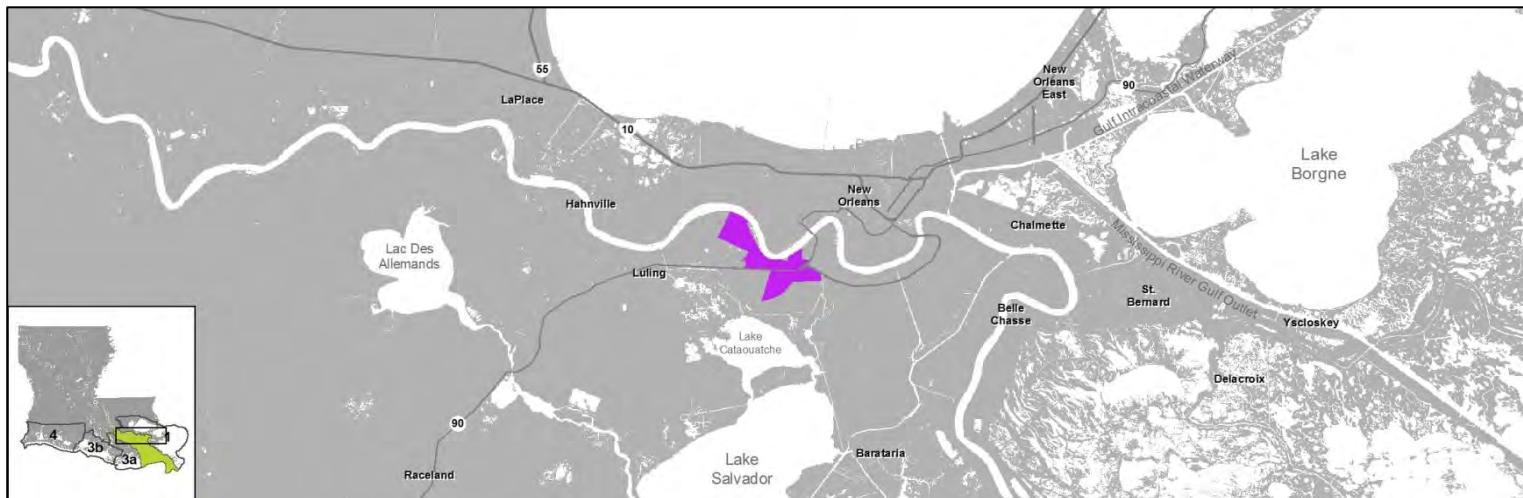 New
Orleans
East
90
Gulf Intracoastal Waterway
55
LaPlace
10
Lake
Borgne
New
Orleans
Hahnville
Chalmette
Lac Des
Allemands
Mississippi River Gulf Outlet
Luling
St.
Bernard
Belle
Chasse
Yscloskey
Lake
Cataouatche
Delacroix
90
Barataria
Raceland
Lake
Salvador
4
3b
3a
1